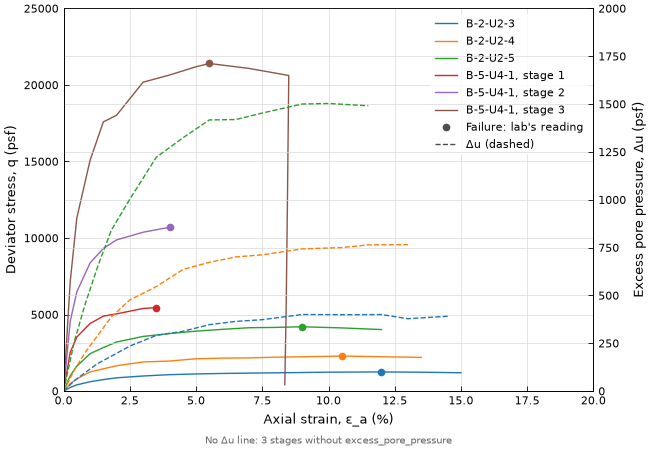 25000
20000
15000
10000
5000
0
Deviator stress, q (psf)
0.0 2.5 5.0 7.5 10.0 12.5 15.0 17.5 20.0
Axial strain, ε_a (%)
2000
1750
1500
1250
1000
750
500
250
0
Excess pore pressure, Δu (psf)
B-2-U2-3
B-2-U2-4
B-2-U2-5
B-5-U4-1, stage 1
B-5-U4-1, stage 2
B-5-U4-1, stage 3
Failure: lab's reading
Δu (dashed)
No Δu line: 3 stages without excess_pore_pressure